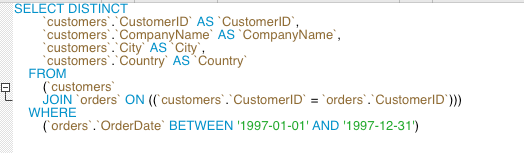 SELECT DISTINCT
`customers`.`CustomerID` AS `CustomerID`,
`customers`.`CompanyName` AS `CompanyName`,
`customers`.`City` AS `City`,
`customers`.`Country` AS `Country`
FROM
(`customers`
JOIN `orders` ON ((`customers`.`CustomerID` = `orders`.`CustomerID`)))
WHERE
(`orders`.`OrderDate` BETWEEN '1997-01-01' AND '1997-12-31')